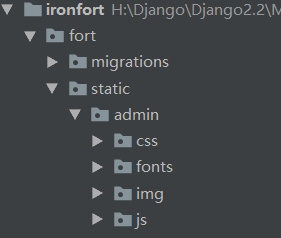 ironfort H:\Django\Django2.2\M
fort
migrations
static
admin
css
fonts
img
js